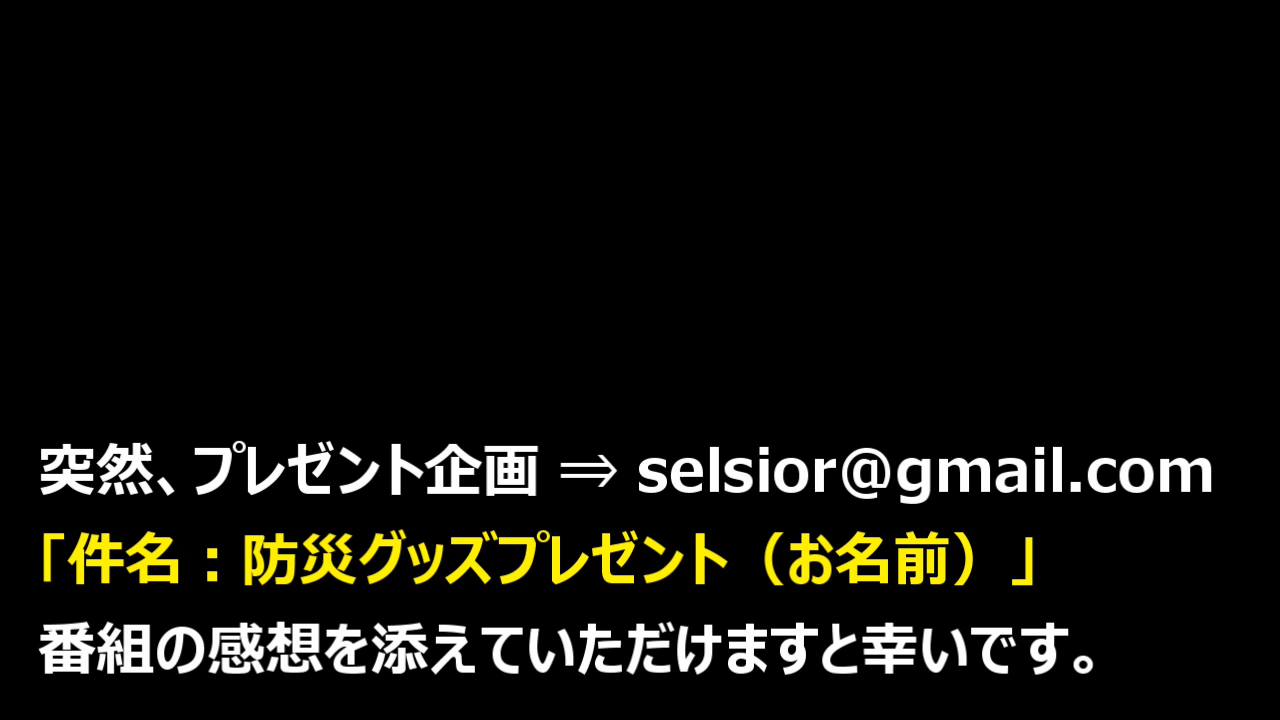 突然、プレゼント企画 ⇒ selsior@gmail.com
「件名：防災グッズプレゼント（お名前）」
番組の感想を添えていただけますと幸いです。